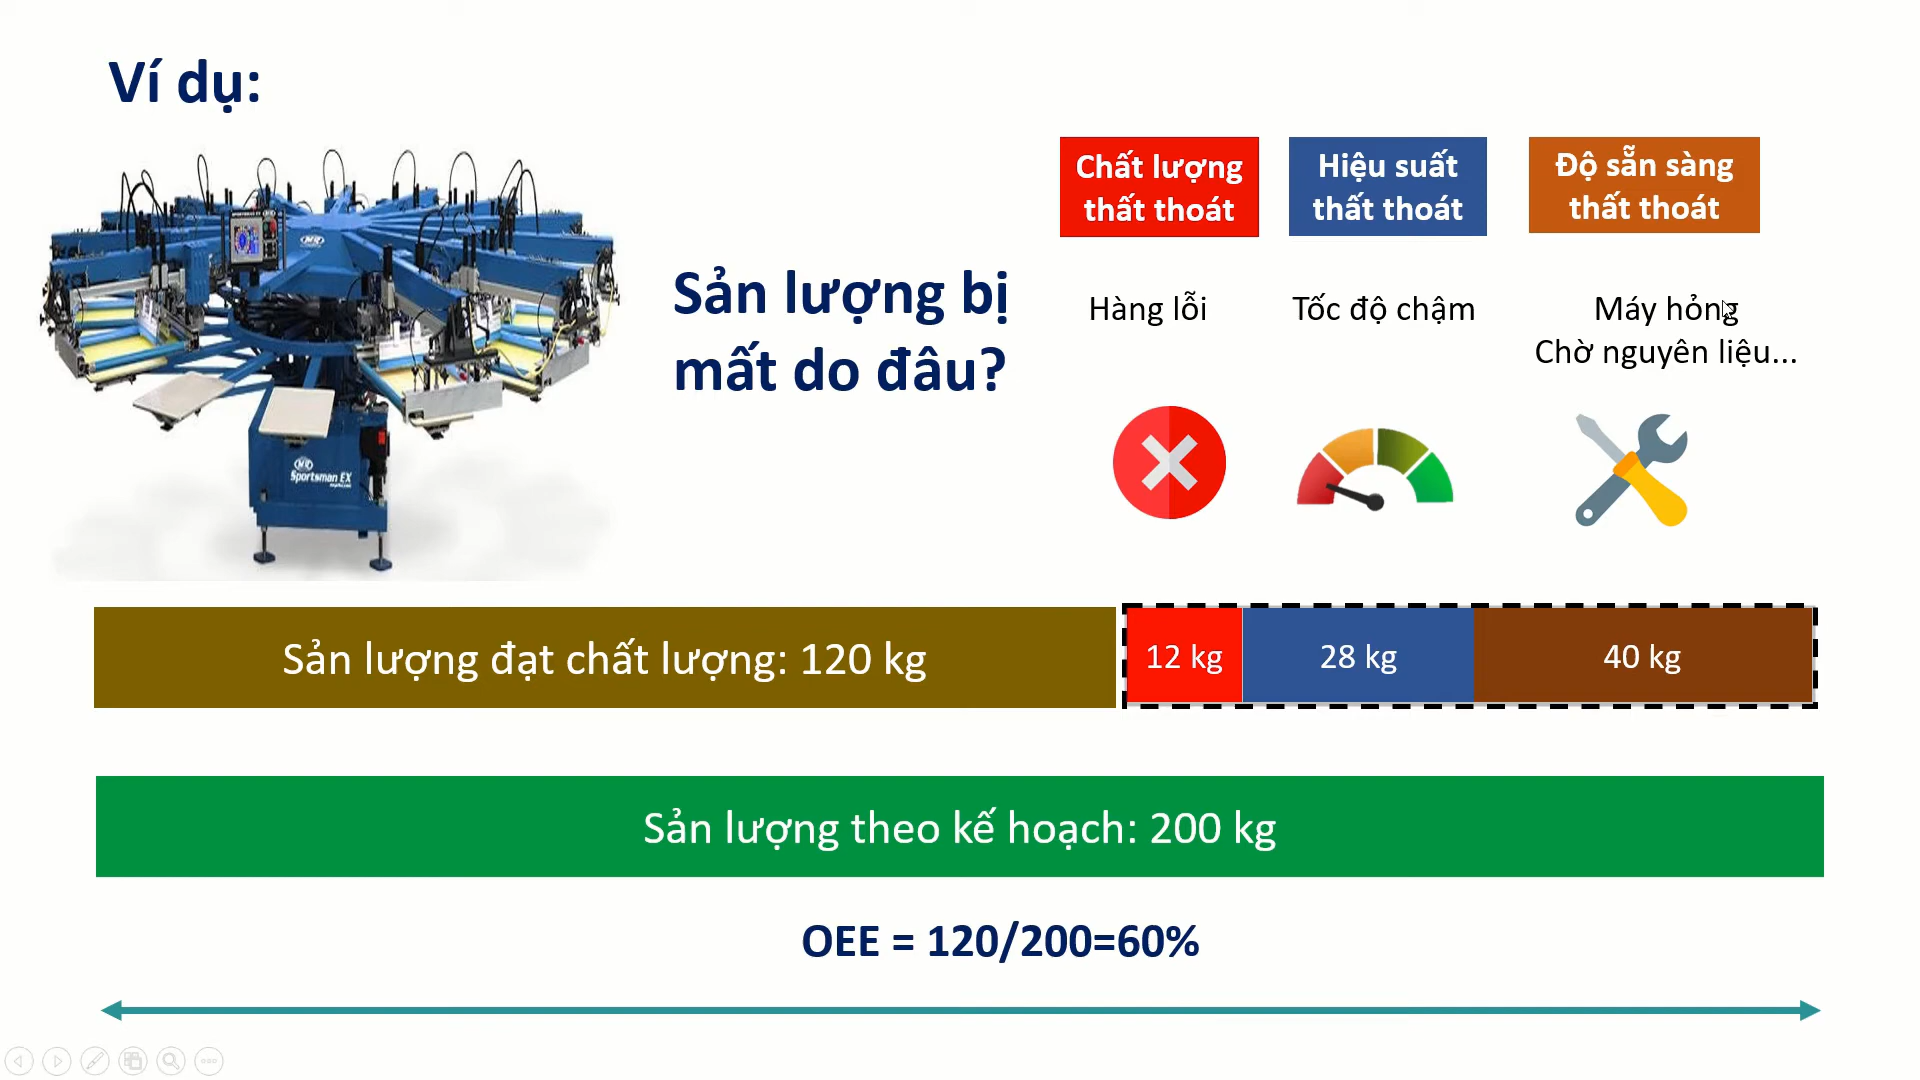 Ví dụ:
Chất lượng
thất thoát
Hiệu suất
thất thoát
Độ sẵn sàng
thất thoát
Sản lượng bị
mất do đâu?
Hàng lỗi
Tốc độ chậm
Máy hỏng
Chờ nguyên liệu...
Sportsman EX
Sản lượng đạt chất lượng: 120 kg
12 kg
28 kg
40 kg
Sản lượng theo kế hoạch: 200 kg
OEE = 120/200=60%